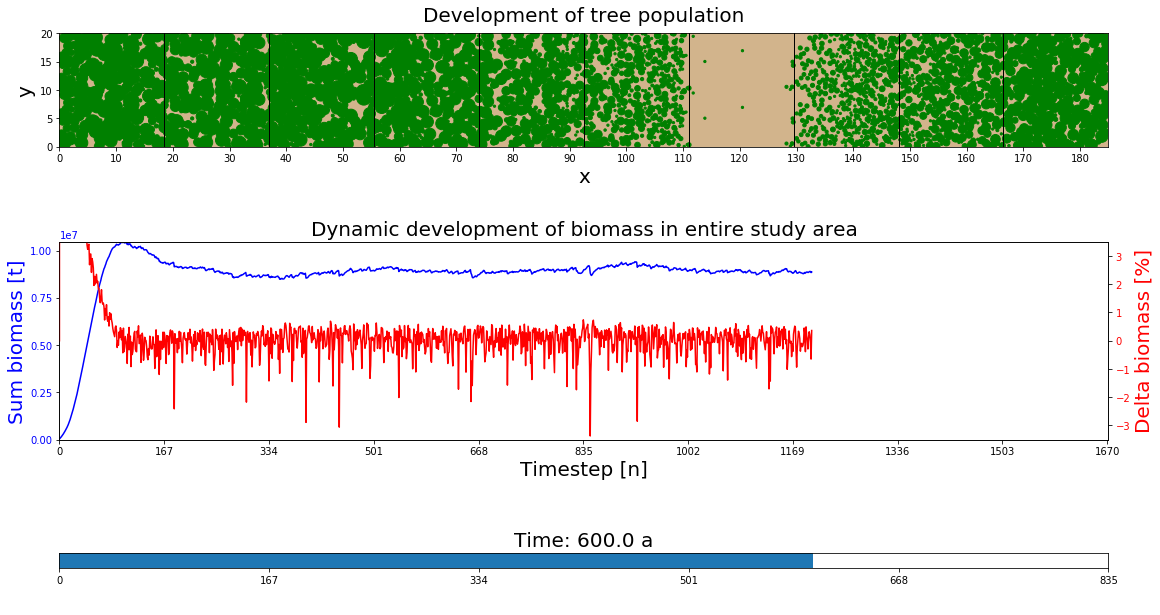 Development of tree population
20
15
10
5
0
y
0 10 20 30 40 50 60 70 80 90 100 110 120 130 140 150 160 170 180
x
Dynamic development of biomass in entire study area
1e7
1.00
0.75
0.50
0.25
0.00
Sum biomass [t]
3
2
1
0
−1
−2
−3
Delta biomass [%]
0 167 334 501 668 835 1002 1169 1336 1503 1670
Timestep [n]
Time: 600.0 a
0 167 334 501 668 835